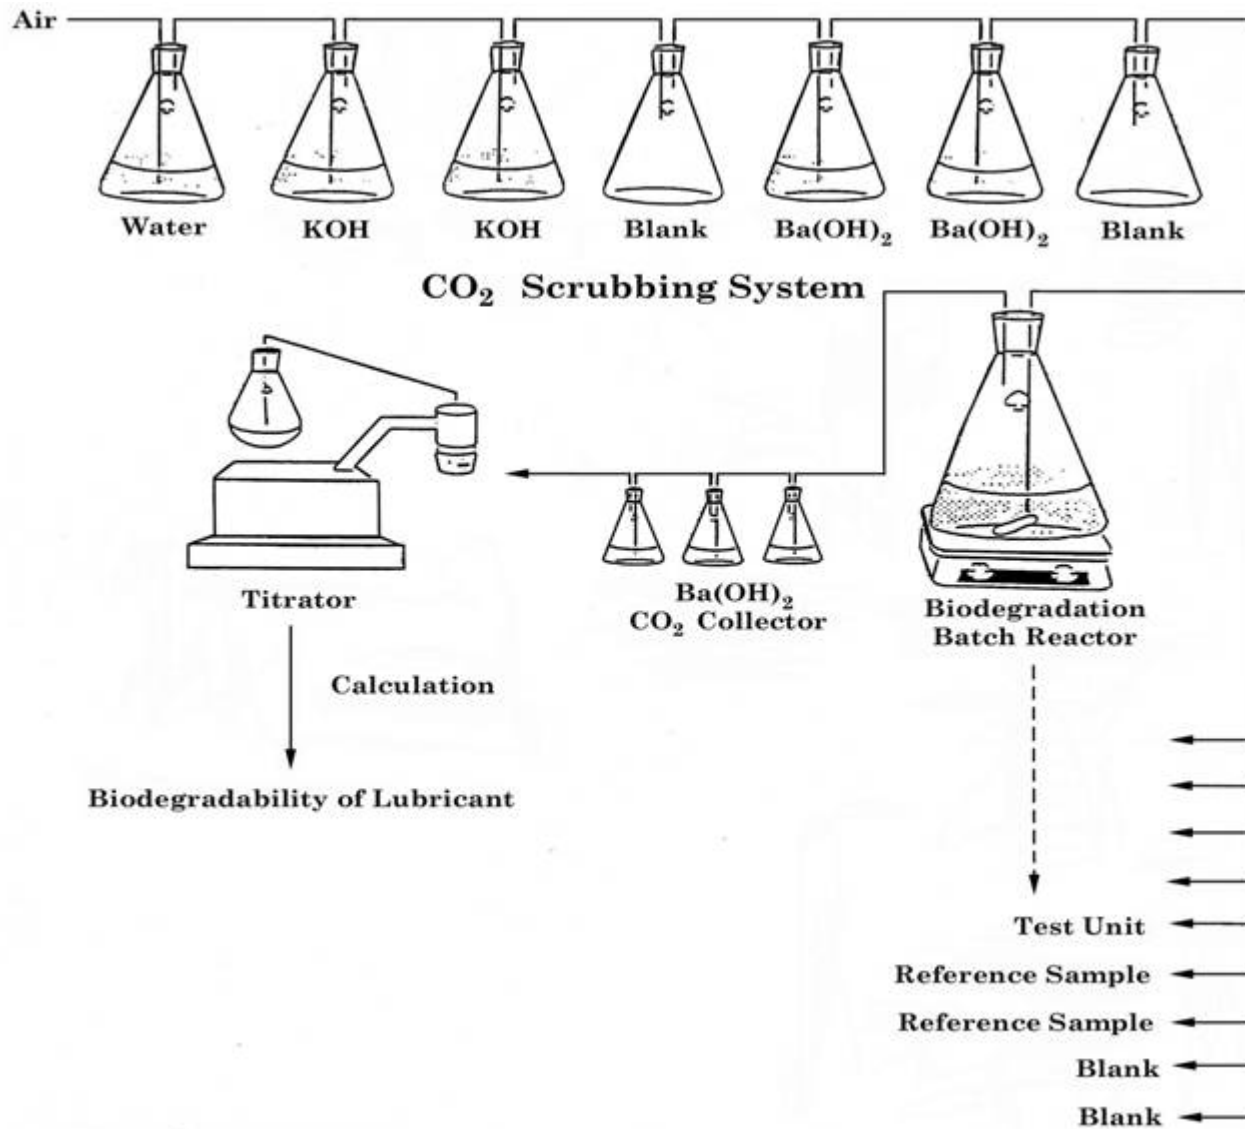 Air
Water
KOH
KOH
Blank
Ba(OH)₂
Ba(OH)₂
Blank
CO₂ Scrubbing System
Titrator
Ba(OH)₂
CO₂ Collector
Biodegradation
Batch Reactor
Calculation
Biodegradability of Lubricant
Test Unit
Reference Sample
Reference Sample
Blank
Blank